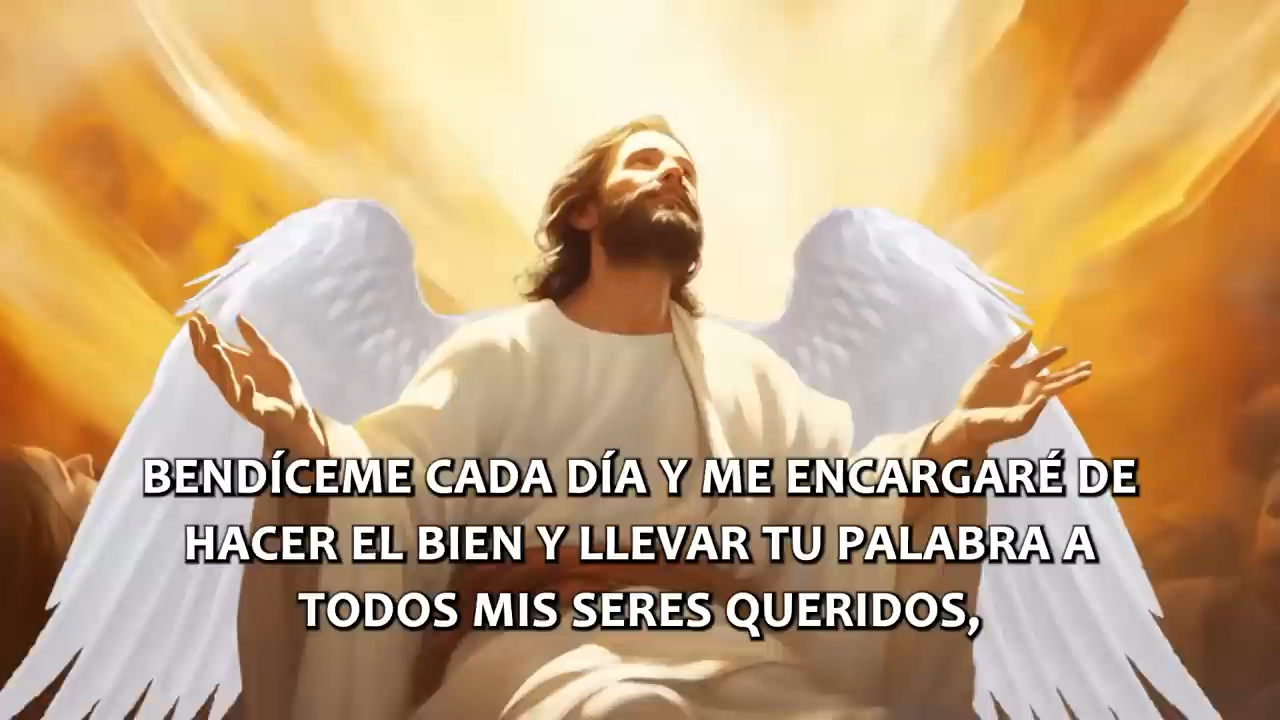 BENDÍCEME CADA DÍA Y ME ENCARGARÉ DE
HACER EL BIEN Y LLEVAR TU PALABRA A
TODOS MIS SERES QUERIDOS,